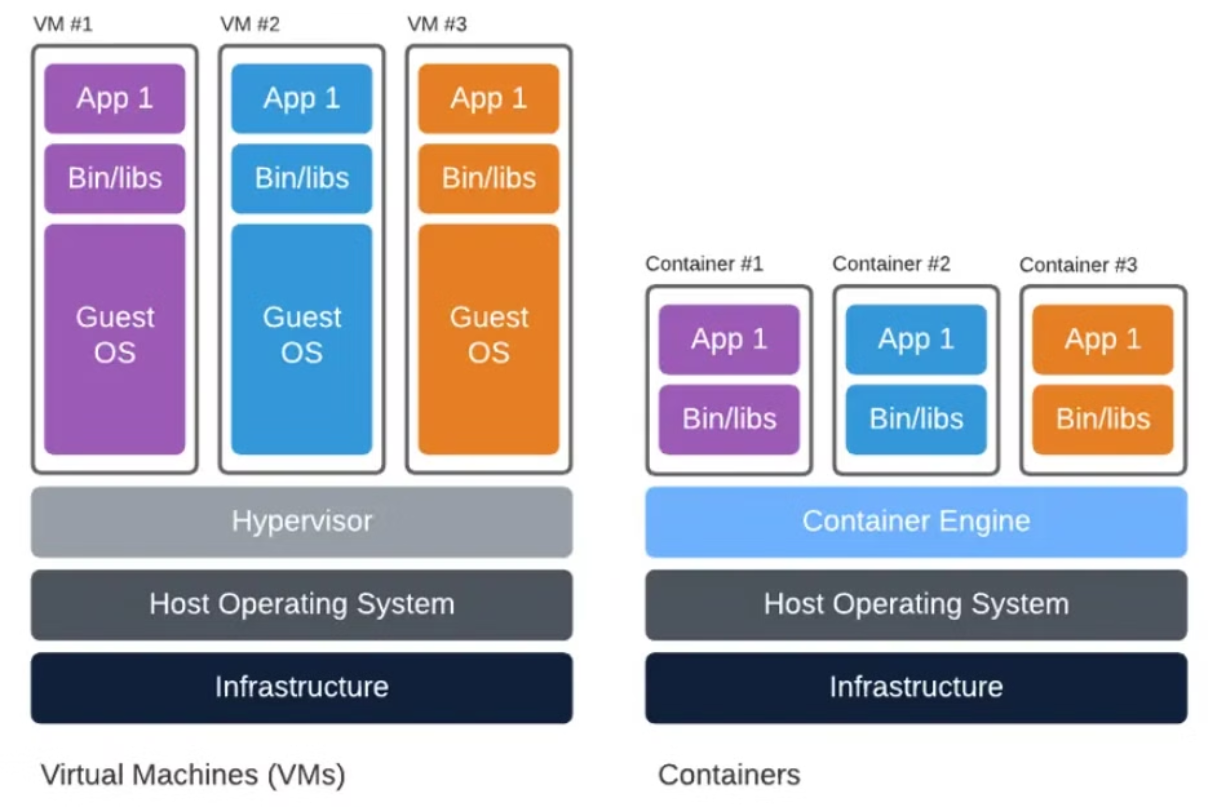 VM #1
VM #2
VM #3
App 1
App 1
App 1
Bin/libs
Bin/libs
Bin/libs
Guest
OS
Guest
OS
Guest
OS
Hypervisor
Host Operating System
Infrastructure
Virtual Machines (VMs)
Container #1
Container #2
Container #3
App 1
App 1
App 1
Bin/libs
Bin/libs
Bin/libs
Container Engine
Host Operating System
Infrastructure
Containers